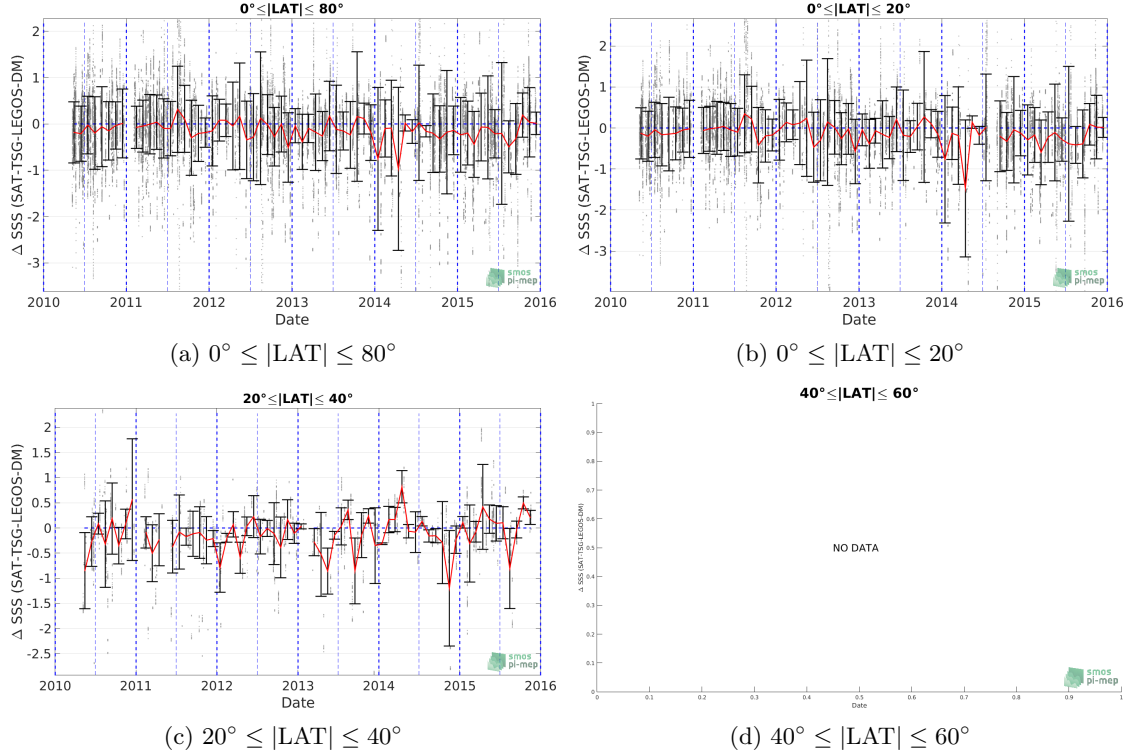 0°≤|LAT|≤ 80°
Δ SSS (SAT-TSG-LEGOS-DM)
2
1
0
-1
-2
-3
2010 2011 2012 2013 2014 2015 2016
Date
smos
pi-mep
(a) 0° ≤ |LAT| ≤ 80°
0°≤|LAT|≤ 20°
Δ SSS (SAT-TSG-LEGOS-DM)
2
1
0
-1
-2
-3
-4
2010 2011 2012 2013 2014 2015 2016
Date
smos
pi-mep
(b) 0° ≤ |LAT| ≤ 20°
20°≤|LAT|≤ 40°
Δ SSS (SAT-TSG-LEGOS-DM)
2
1.5
1
0.5
0
-0.5
-1
-1.5
-2
-2.5
2010 2011 2012 2013 2014 2015 2016
Date
smos
pi-mep
(c) 20° ≤ |LAT| ≤ 40°
40°≤|LAT|≤ 60°
Δ SSS (SAT-TSG-LEGOS-DM)
1
0.9
0.8
0.7
0.6
0.5
0.4
0.3
0.2
0.1
0
NO DATA
0 0.1 0.2 0.3 0.4 0.5 0.6 0.7 0.8 0.9 1
Date
smos
pi-mep
(d) 40° ≤ |LAT| ≤ 60°